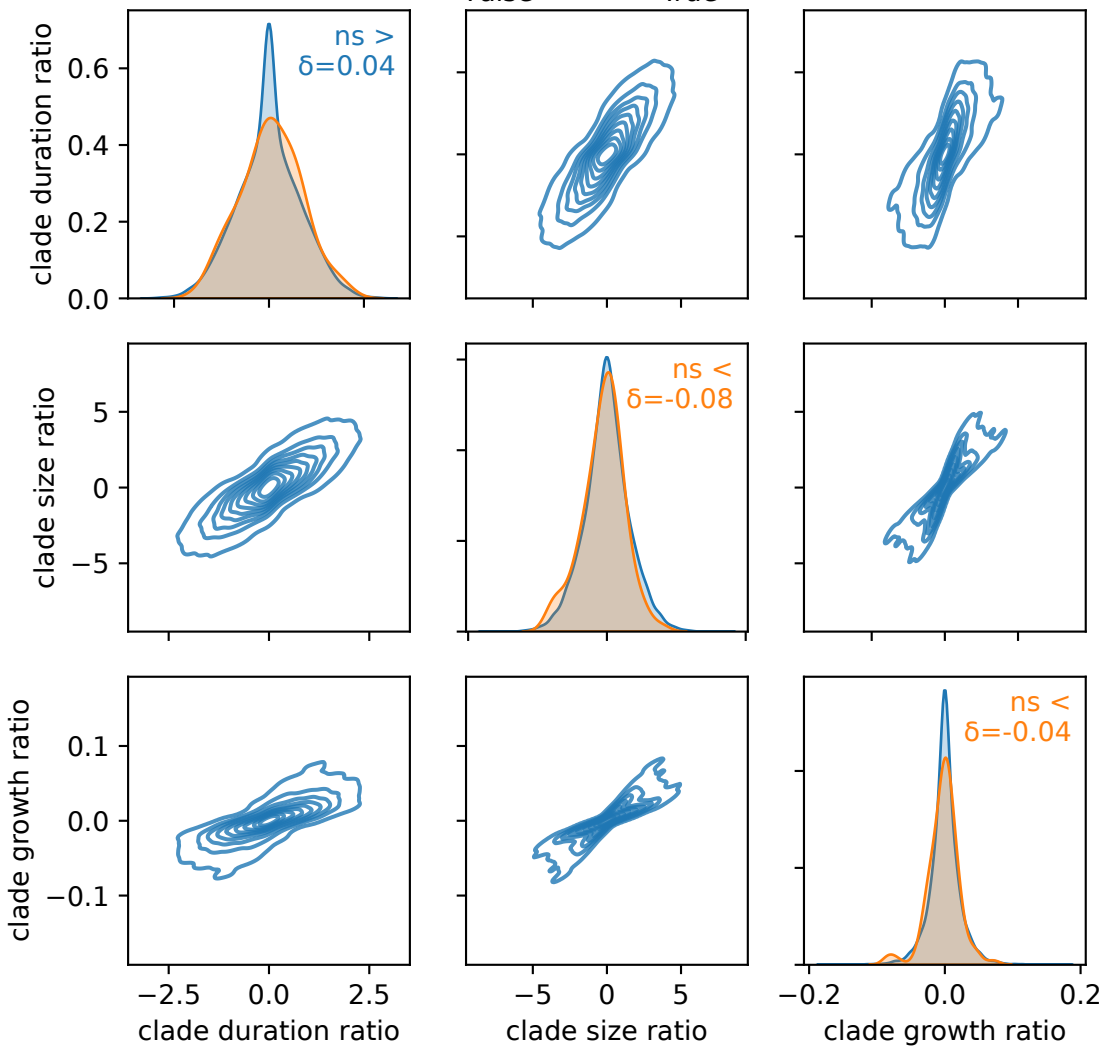 clade duration ratio
0.6
0.4
0.2
0.0
ns >
δ=0.04
clade size ratio
5
0
−5
ns <
δ=-0.08
clade growth ratio
0.1
0.0
−0.1
ns <
δ=-0.04
−2.5 0.0 2.5
−5 0 5
−0.2 0.0 0.2
clade duration ratio
clade size ratio
clade growth ratio